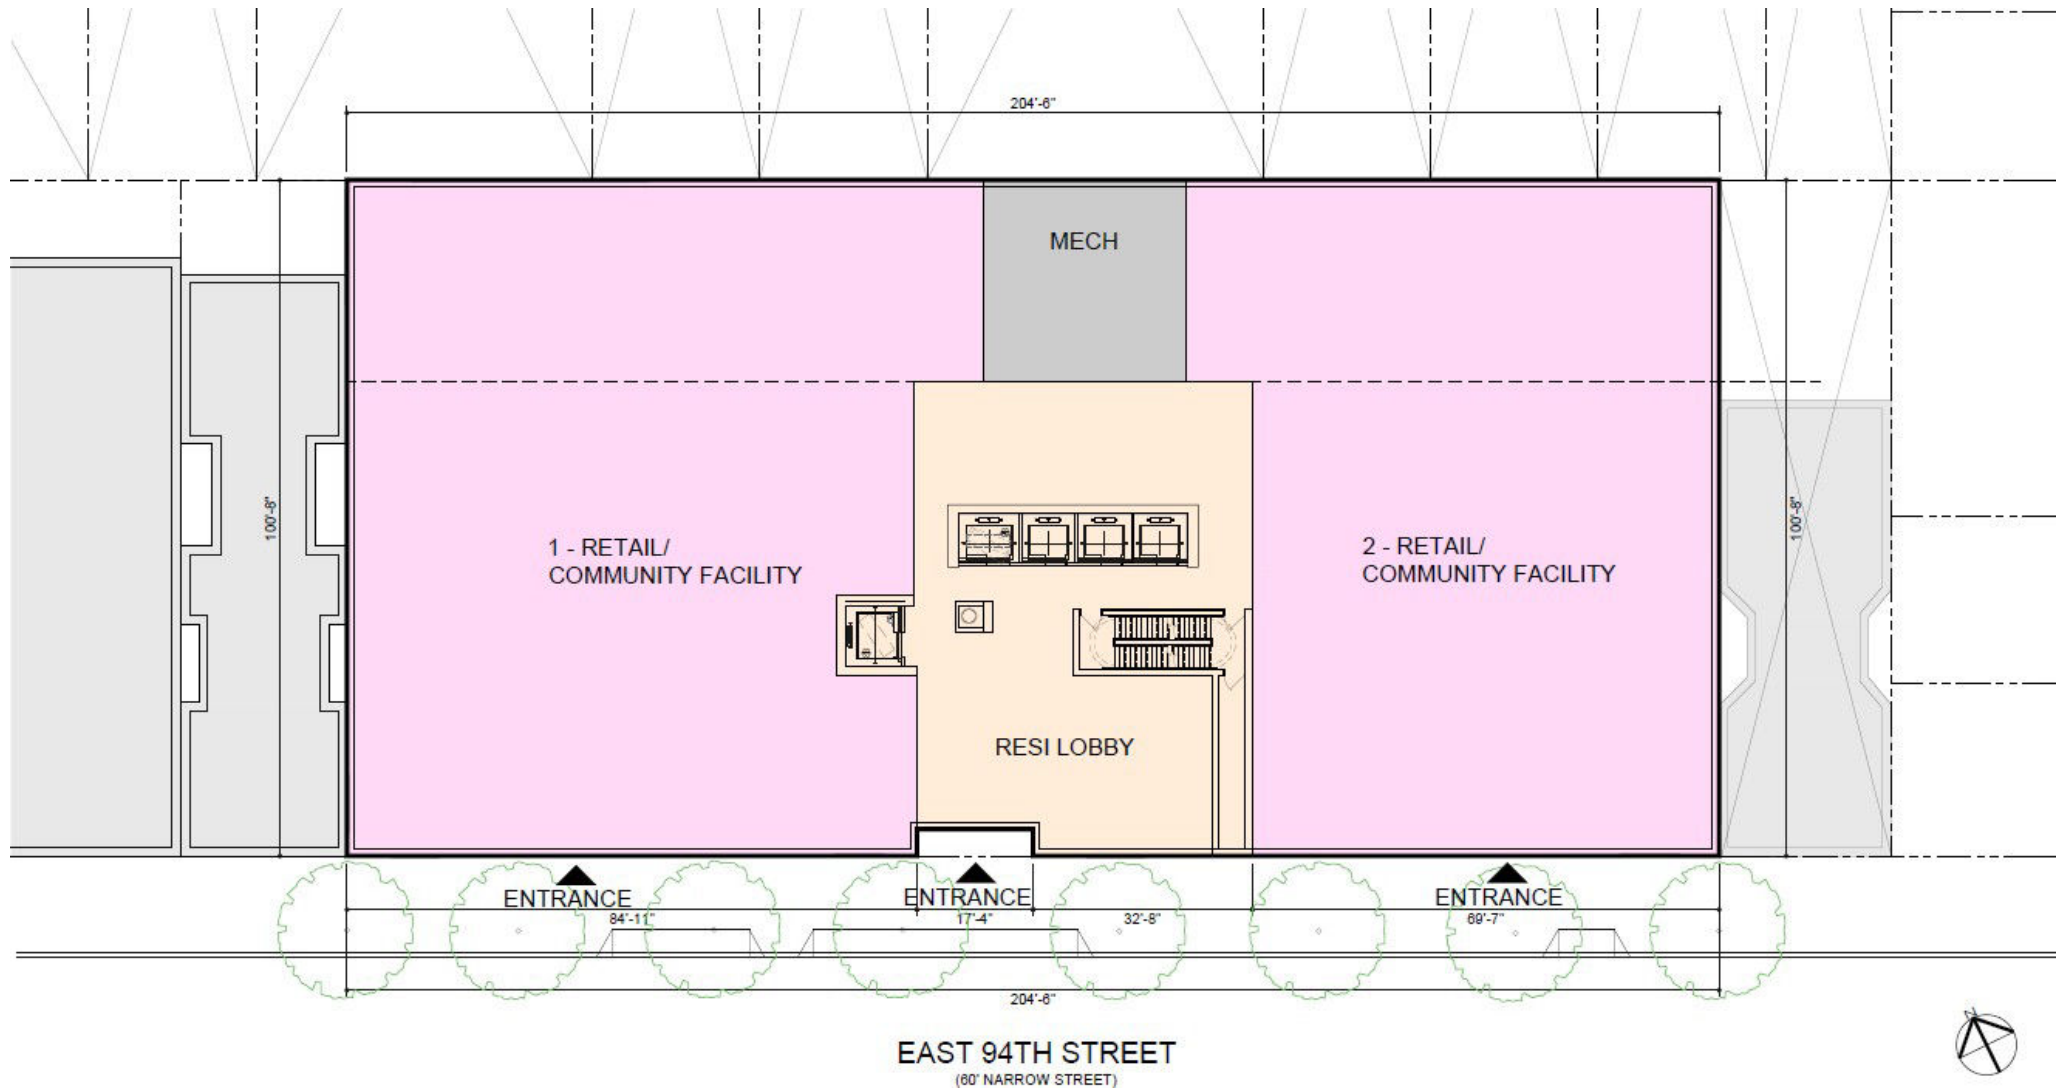 204'-6"
MECH
100'-8"
100'-8"
1 - RETAIL/
COMMUNITY FACILITY
2 - RETAIL/
COMMUNITY FACILITY
RESI LOBBY
ENTRANCE
ENTRANCE
ENTRANCE
84'-11"
17'-4"
32'-8"
69'-7"
204'-6"
EAST 94TH STREET
(60' NARROW STREET)
N